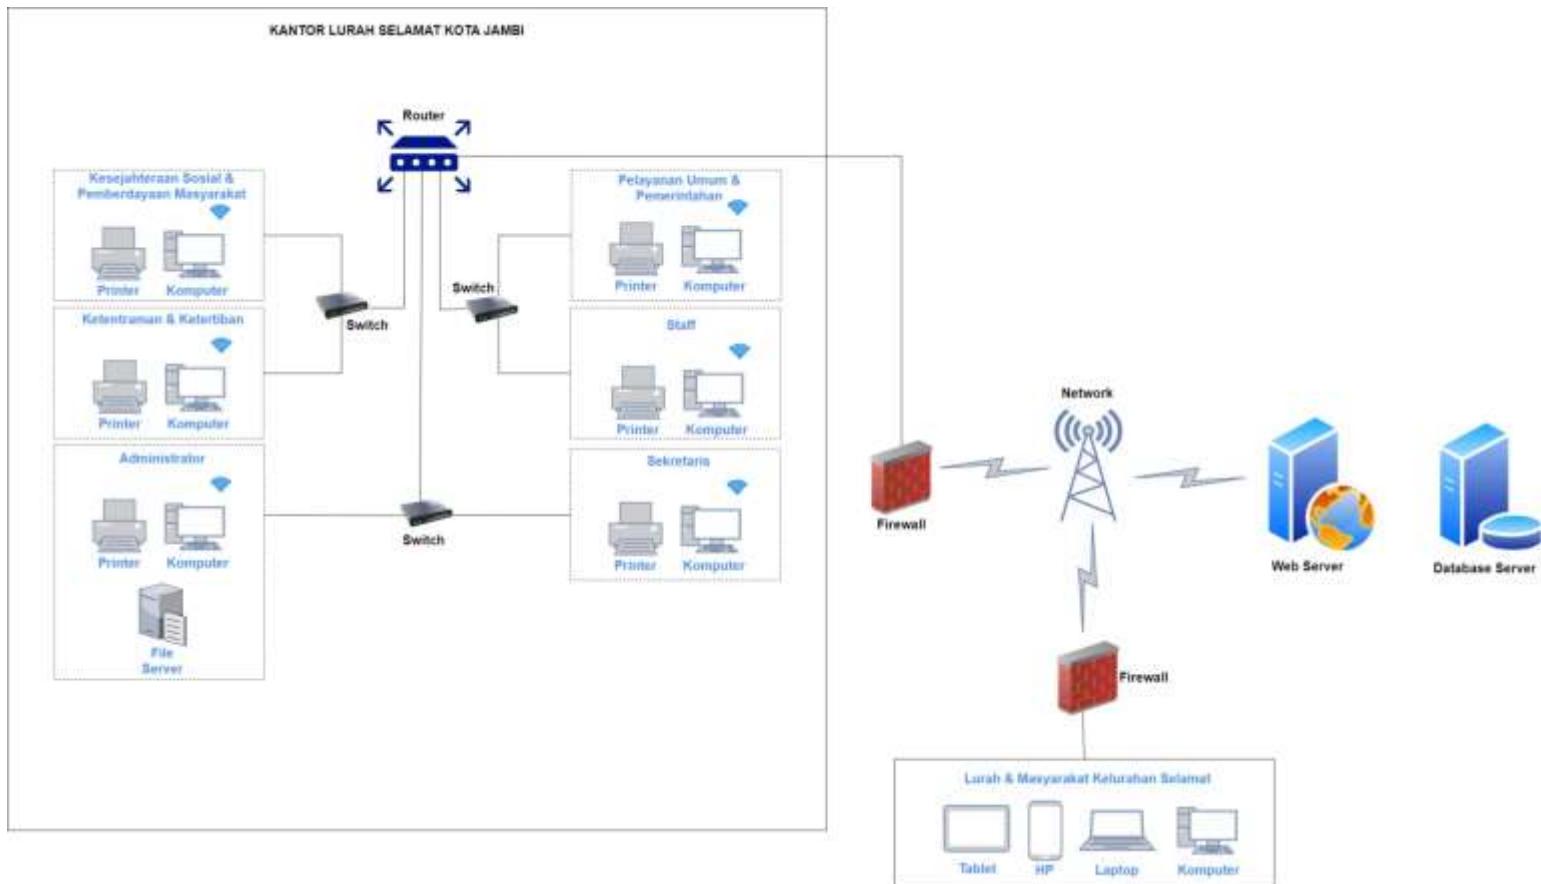 KANTOR LURAH SELAMAT KOTA JAMBI
Router
Kesejahteraan Sosial &
Pemberdayaan Masyarakat
Printer
Komputer
Pelayanan Umum &
Pemerintahan
Printer
Komputer
Switch
Switch
Ketentraman & Ketertiban
Printer
Komputer
Staff
Printer
Komputer
Administrator
Printer
Komputer
File
Server
Switch
Sekretaris
Printer
Komputer
Network
Firewall
Web Server
Database Server
Firewall
Lurah & Masyarakat Kelurahan Selamat
Tablet
HP
Laptop
Komputer